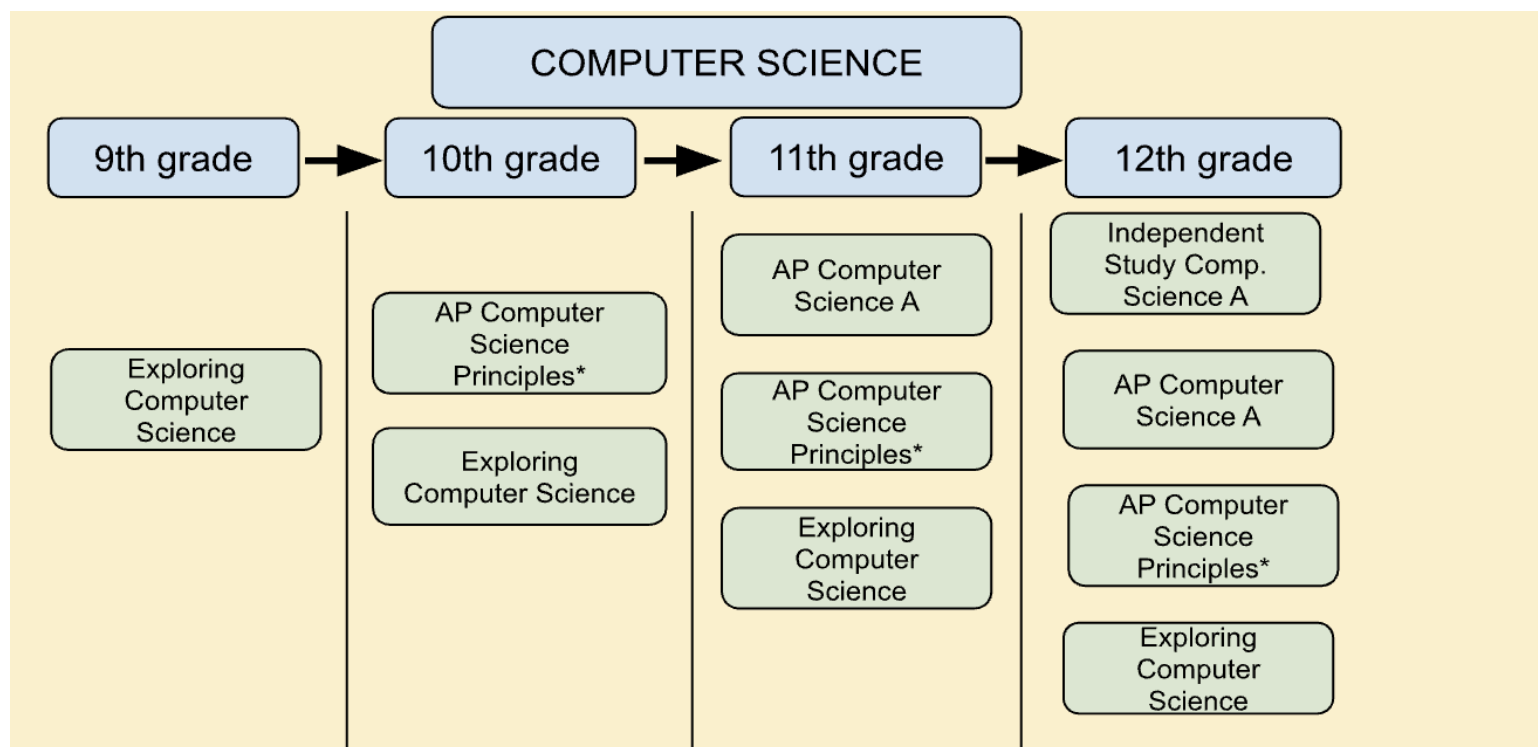 COMPUTER SCIENCE
9th grade
10th grade
11th grade
12th grade
Exploring
Computer
Science
AP Computer
Science
Principles*
Exploring
Computer Science
AP Computer
Science A
AP Computer
Science
Principles*
Exploring
Computer
Science
Independent
Study Comp.
Science A
AP Computer
Science A
AP Computer
Science
Principles*
Exploring
Computer
Science